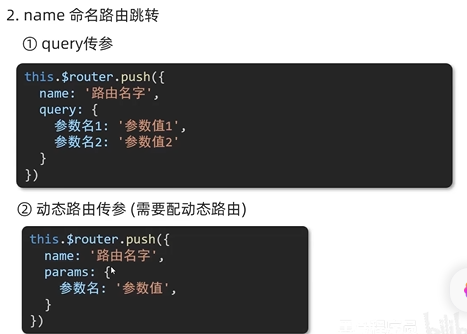 2. name 命名路由跳转
① query传参
this.$router.push({
  name: '路由名字',
  query: {
    参数名1: '参数值1',
    参数名2: '参数值2'
  }
})
② 动态路由传参 (需要配动态路由)
this.$router.push({
  name: '路由名字',
  params: {
    参数名: '参数值',
  }
})